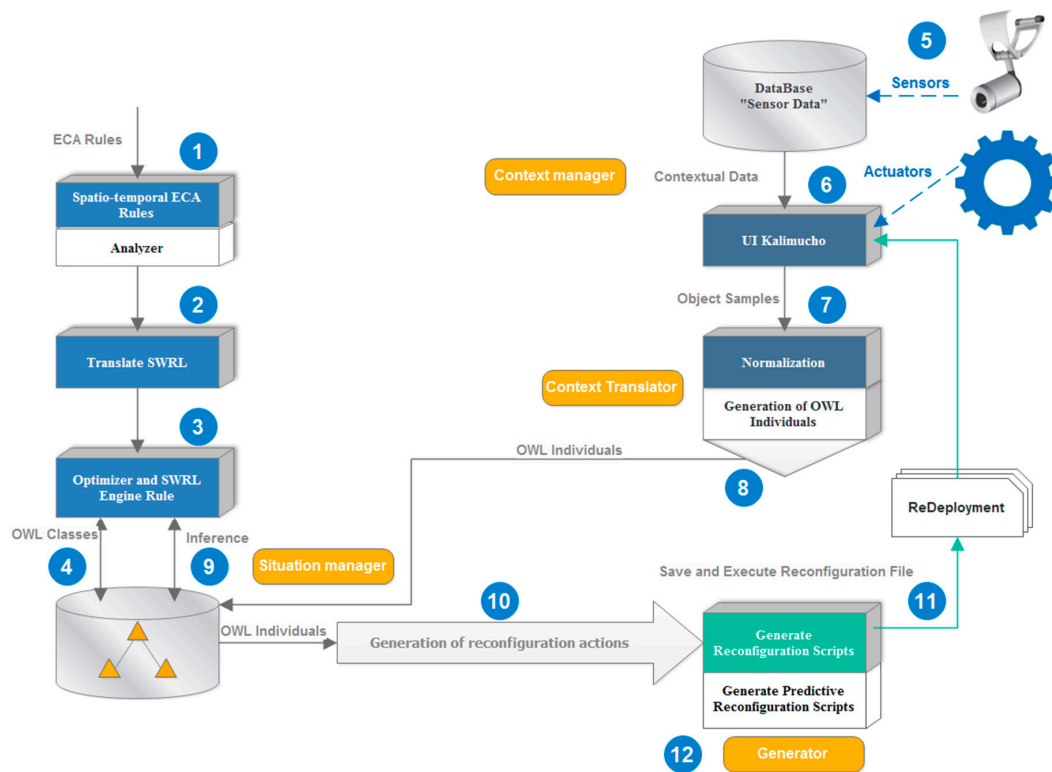 5
DataBase
"Sensor Data"
Sensors
ECA Rules
1
Context manager
Contextual Data
6
Actuators
Spatio-temporal ECA
Rules
Analyzer
UI Kalimucho
2
Object Samples
7
Translate SWRL
Normalization
Context Translator
Generation of OWL
Individuals
3
OWL Individuals
8
Optimizer and SWRL
Engine Rule
ReDeployment
OWL Classes
Inference
4
9
Situation manager
Save and Execute Reconfiguration File
10
11
OWL Individuals
Generation of reconfiguration actions
Generate
Reconfiguration Scripts
Generate Predictive
Reconfiguration Scripts
12
Generator